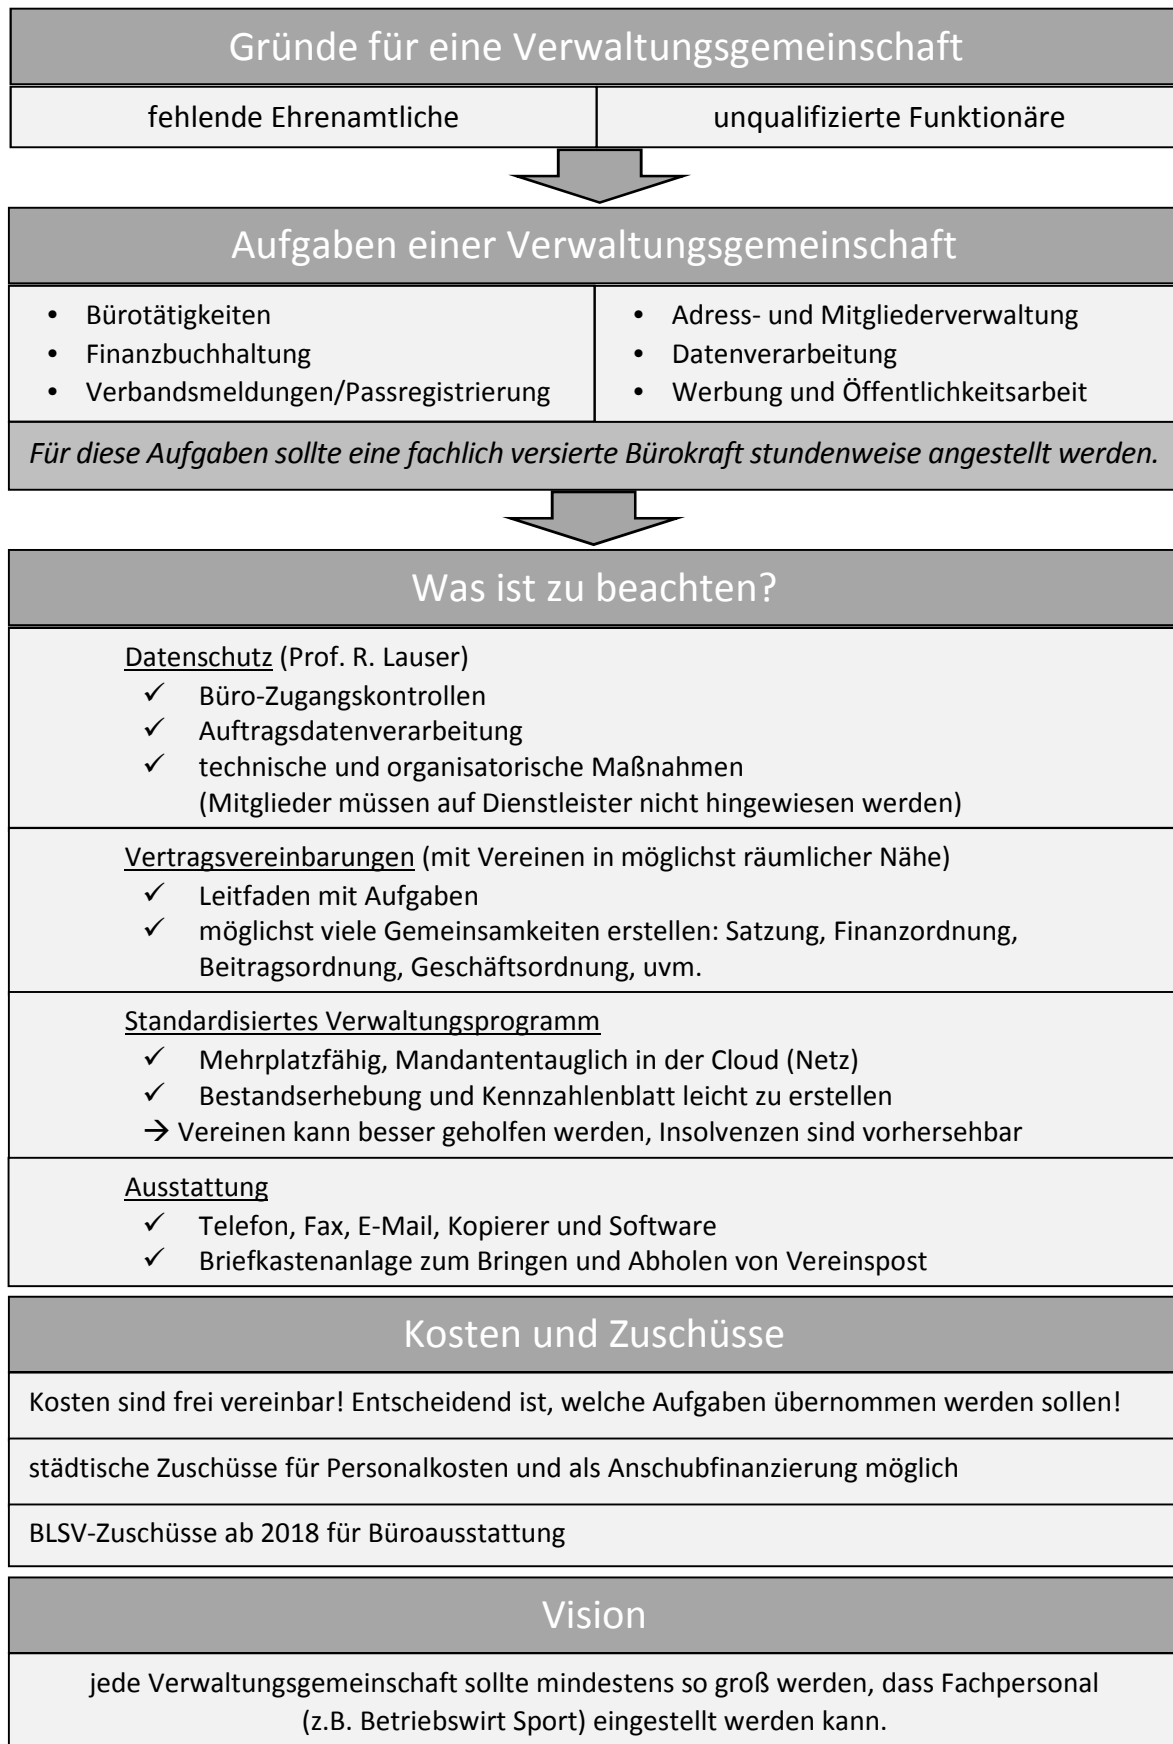 Gründe für eine Verwaltungsgemeinschaft
fehlende Ehrenamtliche
unqualifizierte Funktionäre
Aufgaben einer Verwaltungsgemeinschaft
• Bürotätigkeiten
• Finanzbuchhaltung
• Verbandsmeldungen/Passregistrierung
• Adress- und Mitgliederverwaltung
• Datenverarbeitung
• Werbung und Öffentlichkeitsarbeit
Für diese Aufgaben sollte eine fachlich versierte Bürokraft stundenweise angestellt werden.
Was ist zu beachten?
Datenschutz (Prof. R. Lauser)
✓ Büro-Zugangskontrollen
✓ Auftragsdatenverarbeitung
✓ technische und organisatorische Maßnahmen
(Mitglieder müssen auf Dienstleister nicht hingewiesen werden)
Vertragsvereinbarungen (mit Vereinen in möglichst räumlicher Nähe)
✓ Leitfaden mit Aufgaben
✓ möglichst viele Gemeinsamkeiten erstellen: Satzung, Finanzordnung,
Beitragsordnung, Geschäftsordnung, uvm.
Standardisiertes Verwaltungsprogramm
✓ Mehrplatzfähig, Mandantentauglich in der Cloud (Netz)
✓ Bestandserhebung und Kennzahlenblatt leicht zu erstellen
→ Vereinen kann besser geholfen werden, Insolvenzen sind vorhersehbar
Ausstattung
✓ Telefon, Fax, E-Mail, Kopierer und Software
✓ Briefkastenanlage zum Bringen und Abholen von Vereinspost
Kosten und Zuschüsse
Kosten sind frei vereinbar! Entscheidend ist, welche Aufgaben übernommen werden sollen!
städtische Zuschüsse für Personalkosten und als Anschubfinanzierung möglich
BLSV-Zuschüsse ab 2018 für Büroausstattung
Vision
jede Verwaltungsgemeinschaft sollte mindestens so groß werden, dass Fachpersonal
(z.B. Betriebswirt Sport) eingestellt werden kann.